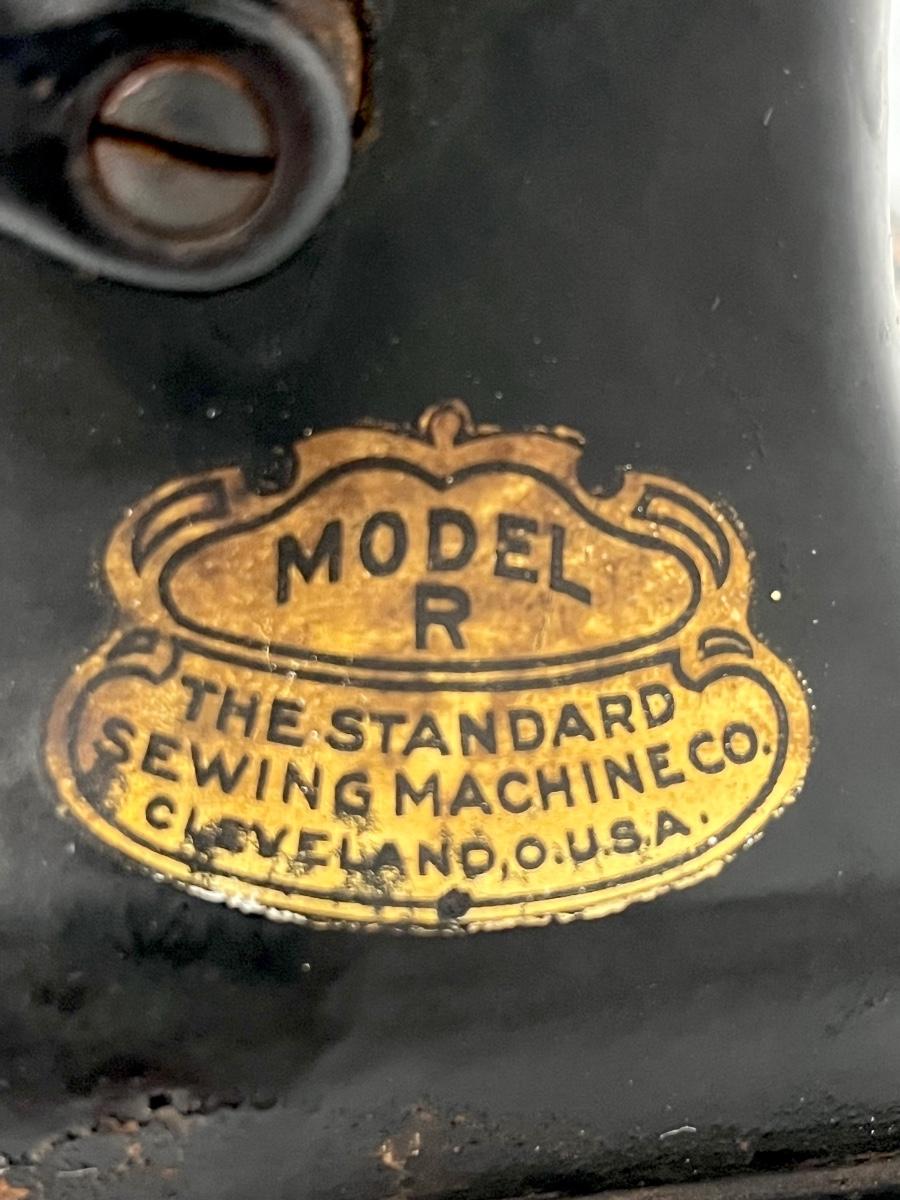 MODEL
R
THE STANDARD
SEWING MACHINE CO.
CLEVELAND, O. U.S.A.